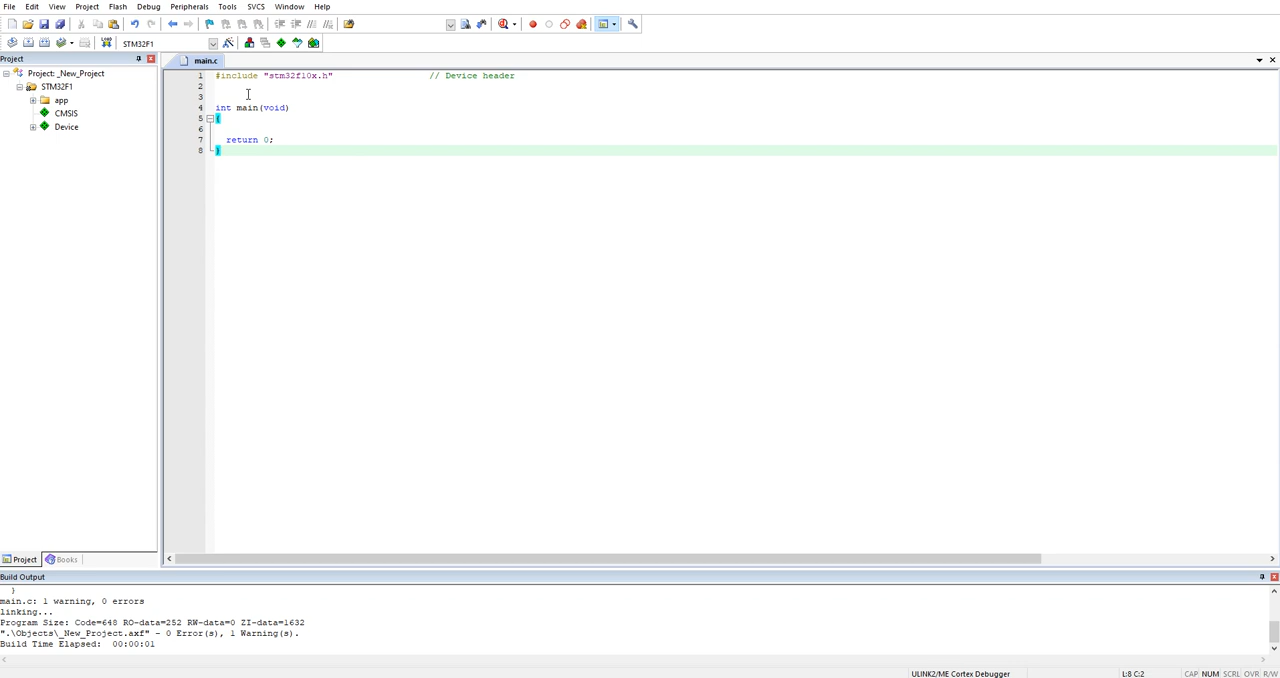 File Edit View Project Flash Debug Peripherals Tools SVCS Window Help
LOAD
STM32F1
Project
main.c
Project: _New_Project
STM32F1
app
CMSIS
Device
1 #include "stm32f10x.h" // Device header
2
3
4 int main(void)
5 {
6
7 return 0;
8 }
Project Books
Build Output
}
main.c: 1 warning, 0 errors
linking...
Program Size: Code=648 RO-data=252 RW-data=0 ZI-data=1632
".\Objects\_New_Project.axf" - 0 Error(s), 1 Warning(s).
Build Time Elapsed: 00:00:01
ULINK2/ME Cortex Debugger L:8 C:2 CAP NUM SCRL OVR R/W